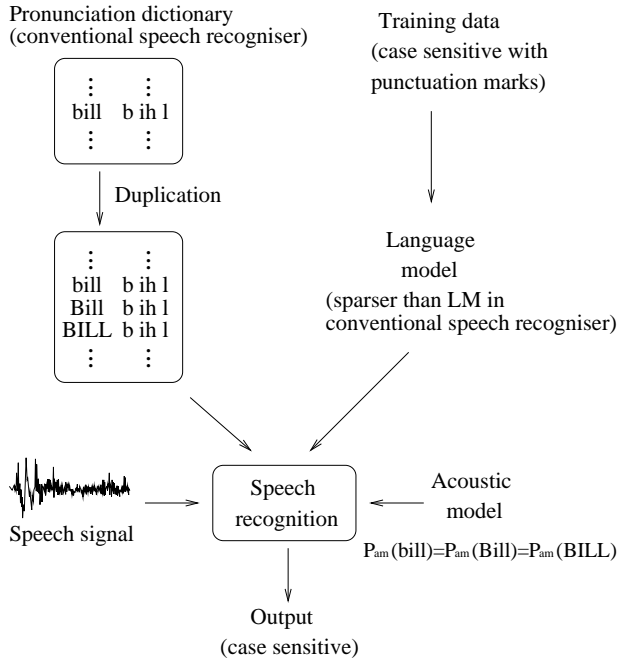 Pronunciation dictionary
(conventional speech recogniser)
bill b ih l
Duplication
bill b ih l
Bill b ih l
BILL b ih l
Training data
(case sensitive with
punctuation marks)
Language
model
(sparser than LM in
conventional speech recogniser)
Speech signal
Speech
recognition
Acoustic
model
Pam(bill)=Pam(Bill)=Pam(BILL)
Output
(case sensitive)